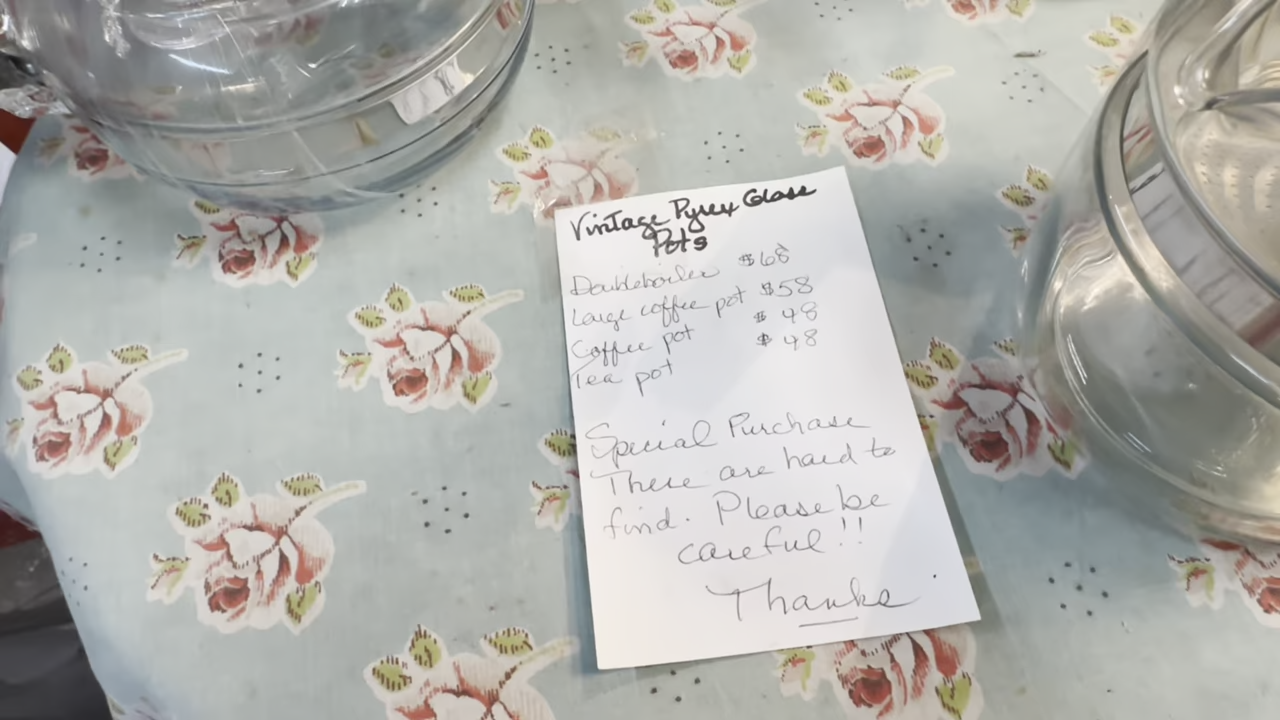 Vintage Pyrex Glass
Pots
Doubleboiler $68
Large coffee pot $58
Coffee pot $48
Tea pot $48
Special Purchase
These are hard to
find. Please be
careful!!
Thanks